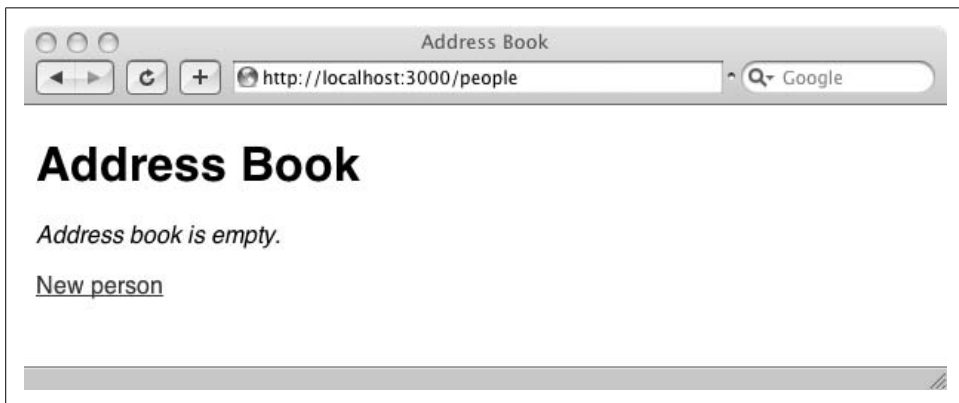 Address Book
http://localhost:3000/people
Google
Address Book
Address book is empty.
New person